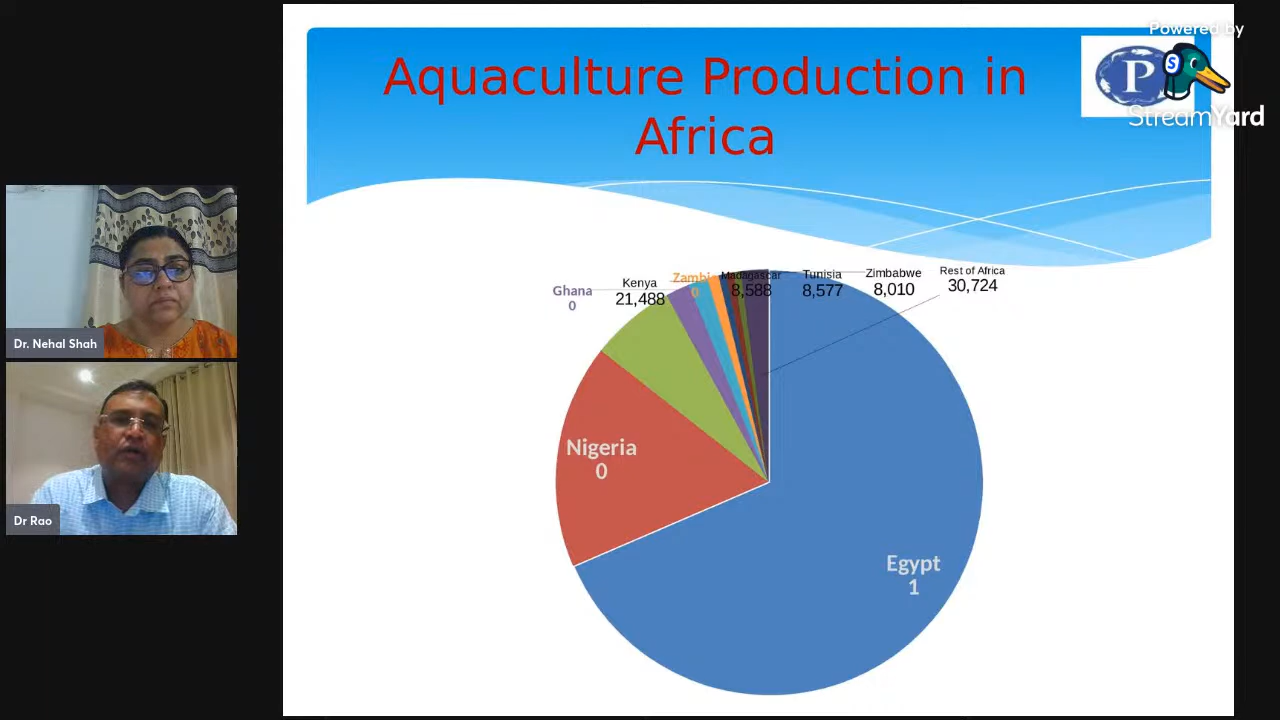 Powered by
StreamYard
Aquaculture Production in
Africa
P
S
Ghana
0
Kenya
21,488
Zambia
0
Madagascar
8,588
Tunisia
8,577
Zimbabwe
8,010
Rest of Africa
30,724
Nigeria
0
Egypt
1
Dr. Nehal Shah
Dr Rao